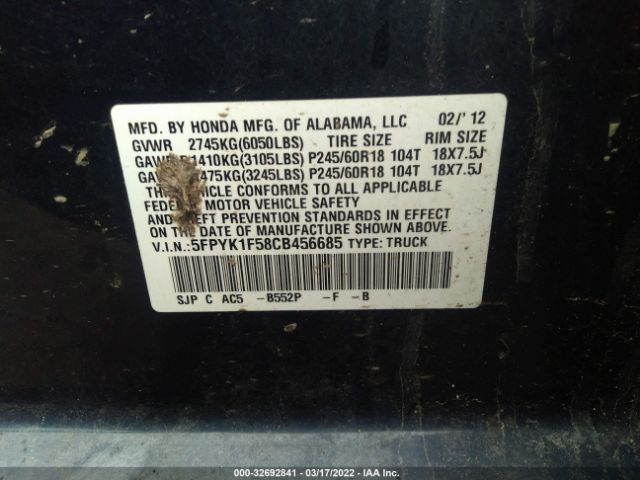 MFD. BY HONDA MFG. OF ALABAMA, LLC 02/' 12
GVWR 2745KG(6050LBS) TIRE SIZE RIM SIZE
1410KG(3105LBS) P245/60R18 104T 18X7.5J
475KG(3245LBS) P245/60R18 104T 18X7.5J
VEHICLE CONFORMS TO ALL APPLICABLE
MOTOR VEHICLE SAFETY
AND THEFT PREVENTION STANDARDS IN EFFECT
ON THE DATE OF MANUFACTURE SHOWN ABOVE.
V.I.N.:5FPYK1F58CB456685 TYPE: TRUCK
SJP C AC5 -B552P -F -B
000-32692841 - 03/17/2022 - IAA Inc.